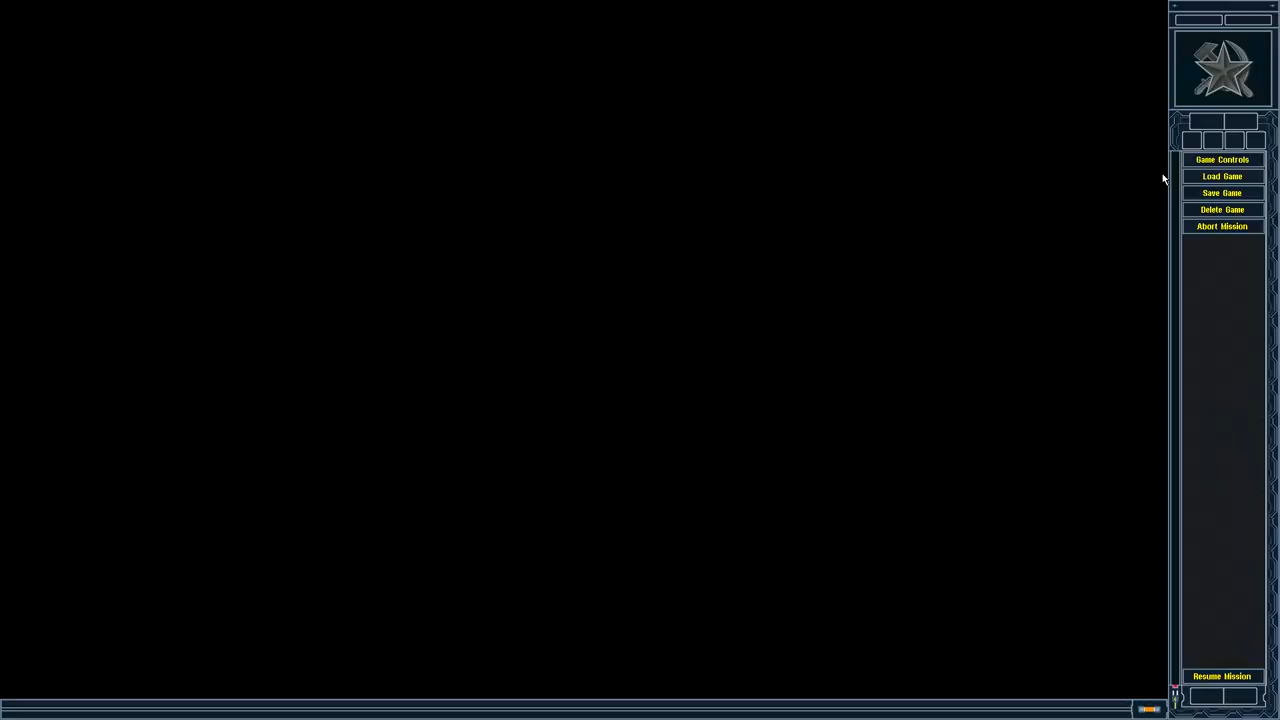 Game Controls
Load Game
Save Game
Delete Game
Abort Mission
Resume Mission